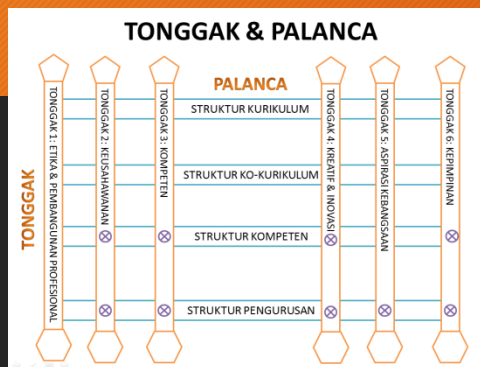 TONGGAK & PALANCA
PALANCA
TONGGAK
TONGGAK 1: ETIKA & PEMBANGUNAN PROFESIONAL
TONGGAK 2: KEUSAHAWANAN
TONGGAK 3: KOMPETEN
STRUKTUR KURIKULUM
STRUKTUR KO-KURIKULUM
STRUKTUR KOMPETEN
STRUKTUR PENGURUSAN
TONGGAK 4: KREATIF & INOVASI
TONGGAK 5: ASPIRASI KEBANGSAAN
TONGGAK 6: KEPIMPINAN